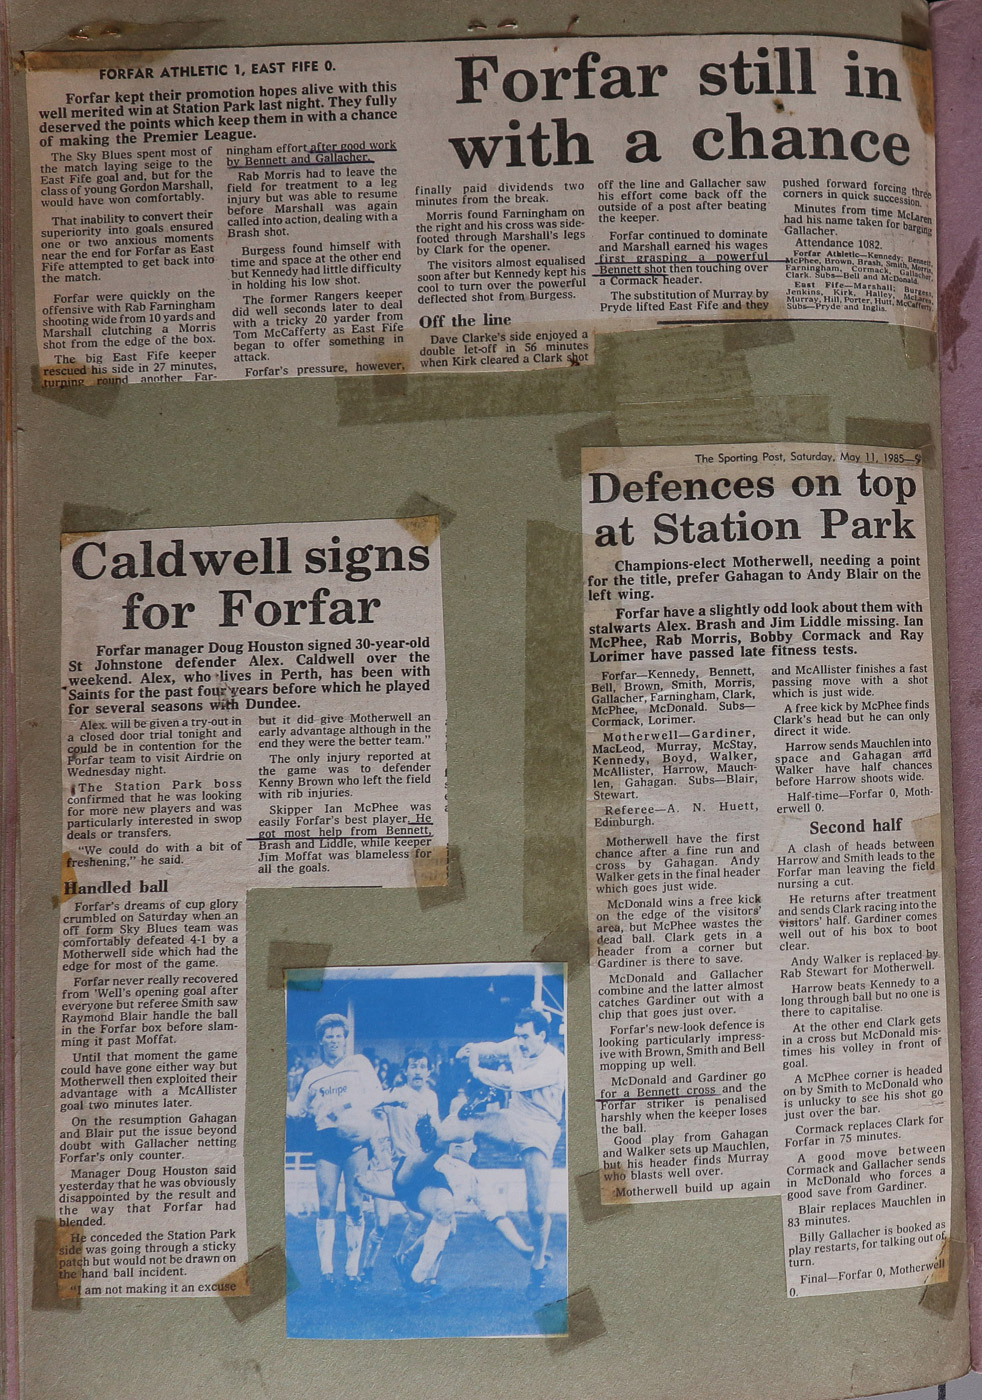 FORFAR ATHLETIC 1, EAST FIFE 0.
Forfar still in
with a chance
Forfar kept their promotion hopes alive with this
well merited win at Station Park last night. They fully
deserved the points which keep them in with a chance
of making the Premier League.
The Sky Blues spent most of
the match laying seige to the
East Fife goal and, but for the
class of young Gordon Marshall,
would have won comfortably.
That inability to convert their
superiority into goals ensured
one or two anxious moments
near the end for Forfar as East
Fife attempted to get back into
the match.
Forfar were quickly on the
offensive with Rab Farningham
shooting wide from 10 yards and
Marshall clutching a Morris
shot from the edge of the box.
The big East Fife keeper
rescued his side in 27 minutes,
turning round another Far-
ningham effort after good work
by Bennett and Gallacher.
Rab Morris had to leave the
field for treatment to a leg
injury but was able to resume
before Marshall was again
called into action, dealing with a
Brash shot.
Burgess found himself with
time and space at the other end
but Kennedy had little difficulty
in holding his low shot.
The former Rangers keeper
did well seconds later to deal
with a tricky 20 yarder from
Tom McCafferty as East Fife
began to offer something in
attack.
Forfar's pressure, however,
finally paid dividends two
minutes from the break.
Morris found Farningham on
the right and his cross was side-
footed through Marshall's legs
by Clark for the opener.
The visitors almost equalised
soon after but Kennedy kept his
cool to turn over the powerful
deflected shot from Burgess.
Off the line
Dave Clarke's side enjoyed a
double let-off in 56 minutes
when Kirk cleared a Clark shot
off the line and Gallacher saw
his effort come back off the
outside of a post after beating
the keeper.
Forfar continued to dominate
and Marshall earned his wages
first grasping a powerful
Bennett shot then touching over
a Cormack header.
The substitution of Murray by
Pryde lifted East Fife and they
pushed forward forcing three
corners in quick succession.
Minutes from time McLaren
had his name taken for barging
Gallacher.
Attendance 1082.
Forfar Athletic—Kennedy; Bennett,
McPhee, Brown, Brash, Smith, Morris,
Farningham, Cormack, Gallacher,
Clark. Subs—Bell and McDonald.
East Fife—Marshall; Burgess,
Jenkins, Kirk, Halley, McLaren,
Murray, Hill, Porter, Hutt, McCafferty.
Subs—Pryde and Inglis.
Caldwell signs
for Forfar
Forfar manager Doug Houston signed 30-year-old
St Johnstone defender Alex. Caldwell over the
weekend. Alex, who lives in Perth, has been with
Saints for the past four years before which he played
for several seasons with Dundee.
Alex. will be given a try-out in
a closed door trial tonight and
could be in contention for the
Forfar team to visit Airdrie on
Wednesday night.
The Station Park boss
confirmed that he was looking
for more new players and was
particularly interested in swop
deals or transfers.
"We could do with a bit of
freshening," he said.
Handled ball
Forfar's dreams of cup glory
crumbled on Saturday when an
off form Sky Blues team was
comfortably defeated 4-1 by a
Motherwell side which had the
edge for most of the game.
Forfar never really recovered
from 'Well's opening goal after
everyone but referee Smith saw
Raymond Blair handle the ball
in the Forfar box before slam-
ming it past Moffat.
Until that moment the game
could have gone either way but
Motherwell then exploited their
advantage with a McAllister
goal two minutes later.
On the resumption Gahagan
and Blair put the issue beyond
doubt with Gallacher netting
Forfar's only counter.
Manager Doug Houston said
yesterday that he was obviously
disappointed by the result and
the way that Forfar had
blended.
He conceded the Station Park
side was going through a sticky
patch but would not be drawn on
the hand ball incident.
"I am not making it an excuse
but it did give Motherwell an
early advantage although in the
end they were the better team."
The only injury reported at
the game was to defender
Kenny Brown who left the field
with rib injuries.
Skipper Ian McPhee was
easily Forfar's best player. He
got most help from Bennett,
Brash and Liddle, while keeper
Jim Moffat was blameless for
all the goals.
Solripe
The Sporting Post, Saturday, May 11, 1985—9
Defences on top
at Station Park
Champions-elect Motherwell, needing a point
for the title, prefer Gahagan to Andy Blair on the
left wing.
Forfar have a slightly odd look about them with
stalwarts Alex. Brash and Jim Liddle missing. Ian
McPhee, Rab Morris, Bobby Cormack and Ray
Lorimer have passed late fitness tests.
Forfar—Kennedy, Bennett,
Bell, Brown, Smith, Morris,
Gallacher, Farningham, Clark,
McPhee, McDonald. Subs—
Cormack, Lorimer.
Motherwell—Gardiner,
MacLeod, Murray, McStay,
Kennedy, Boyd, Walker,
McAllister, Harrow, Mauch-
len, Gahagan. Subs—Blair,
Stewart.
Referee—A. N. Huett,
Edinburgh.
Motherwell have the first
chance after a fine run and
cross by Gahagan. Andy
Walker gets in the final header
which goes just wide.
McDonald wins a free kick
on the edge of the visitors'
area, but McPhee wastes the
dead ball. Clark gets in a
header from a corner but
Gardiner is there to save.
McDonald and Gallacher
combine and the latter almost
catches Gardiner out with a
chip that goes just over.
Forfar's new-look defence is
looking particularly impress-
ive with Brown, Smith and Bell
mopping up well.
McDonald and Gardiner go
for a Bennett cross and the
Forfar striker is penalised
harshly when the keeper loses
the ball.
Good play from Gahagan
and Walker sets up Mauchlen,
but his header finds Murray
who blasts well over.
Motherwell build up again
and McAllister finishes a fast
passing move with a shot
which is just wide.
A free kick by McPhee finds
Clark's head but he can only
direct it wide.
Harrow sends Mauchlen into
space and Gahagan and
Walker have half chances
before Harrow shoots wide.
Half-time—Forfar 0, Moth-
erwell 0.
Second half
A clash of heads between
Harrow and Smith leads to the
Forfar man leaving the field
nursing a cut.
He returns after treatment
and sends Clark racing into the
visitors' half. Gardiner comes
well out of his box to boot
clear.
Andy Walker is replaced by
Rab Stewart for Motherwell.
Harrow beats Kennedy to a
long through ball but no one is
there to capitalise.
At the other end Clark gets
in a cross but McDonald mis-
times his volley in front of
goal.
A McPhee corner is headed
on by Smith to McDonald who
is unlucky to see his shot go
just over the bar.
Cormack replaces Clark for
Forfar in 75 minutes.
A good move between
Cormack and Gallacher sends
in McDonald who forces a
good save from Gardiner.
Blair replaces Mauchlen in
83 minutes.
Billy Gallacher is booked as
play restarts, for talking out of
turn.
Final—Forfar 0, Motherwell
0.